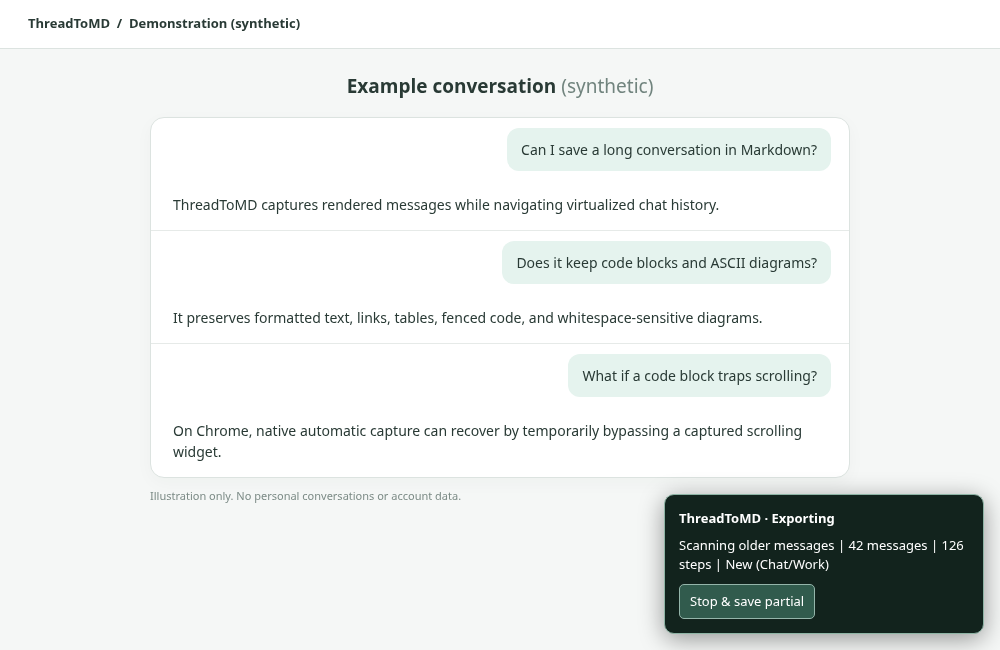 ThreadToMD / Demonstration (synthetic)
Example conversation (synthetic)
Can I save a long conversation in Markdown?
ThreadToMD captures rendered messages while navigating virtualized chat history.
Does it keep code blocks and ASCII diagrams?
It preserves formatted text, links, tables, fenced code, and whitespace-sensitive diagrams.
What if a code block traps scrolling?
On Chrome, native automatic capture can recover by temporarily bypassing a captured scrolling
widget.
Illustration only. No personal conversations or account data.
ThreadToMD · Exporting
Scanning older messages | 42 messages | 126
steps | New (Chat/Work)
Stop & save partial